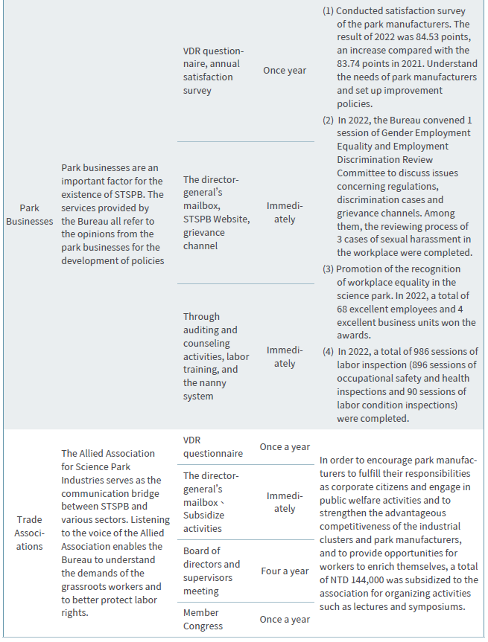 Park
Businesses
Park businesses are an
important factor for the
existence of STSPB. The
services provided by
the Bureau all refer to
the opinions from the
park businesses for the
development of policies
VDR question-
naire, annual
satisfaction
survey
Once year
The director-
general's
mailbox,
STSPB Website,
grievance
channel
Immedi-
ately
Through
auditing and
counseling
activities, labor
training, and
the nanny
system
Immedi-
ately
(1) Conducted satisfaction survey
of the park manufacturers. The
result of 2022 was 84.53 points,
an increase compared with the
83.74 points in 2021. Understand
the needs of park manufacturers
and set up improvement
policies.
(2) In 2022, the Bureau convened 1
session of Gender Employment
Equality and Employment
Discrimination Review
Committee to discuss issues
concerning regulations,
discrimination cases and
grievance channels. Among
them, the reviewing process of
3 cases of sexual harassment in
the workplace were completed.
(3) Promotion of the recognition
of workplace equality in the
science park. In 2022, a total of
68 excellent employees and 4
excellent business units won the
awards.
(4) In 2022, a total of 986 sessions of
labor inspection (896 sessions of
occupational safety and health
inspections and 90 sessions of
labor condition inspections)
were completed.
Trade
Associ-
ations
The Allied Association
for Science Park
Industries serves as the
communication bridge
between STSPB and
various sectors. Listening
to the voice of the Allied
Association enables the
Bureau to understand
the demands of the
grassroots workers and
to better protect labor
rights.
VDR
questionnaire
Once a year
The director-
general's
mailbox、
Subsidize
activities
Immedi-
ately
Board of
directors and
supervisors
meeting
Four a year
Member
Congress
Once a year
In order to encourage park manufac-
turers to fulfill their responsibilities
as corporate citizens and engage in
public welfare activities and to
strengthen the advantageous
competitiveness of the industrial
clusters and park manufacturers,
and to provide opportunities for
workers to enrich themselves, a total
of NTD 144,000 was subsidized to the
association for organizing activities
such as lectures and symposiums.